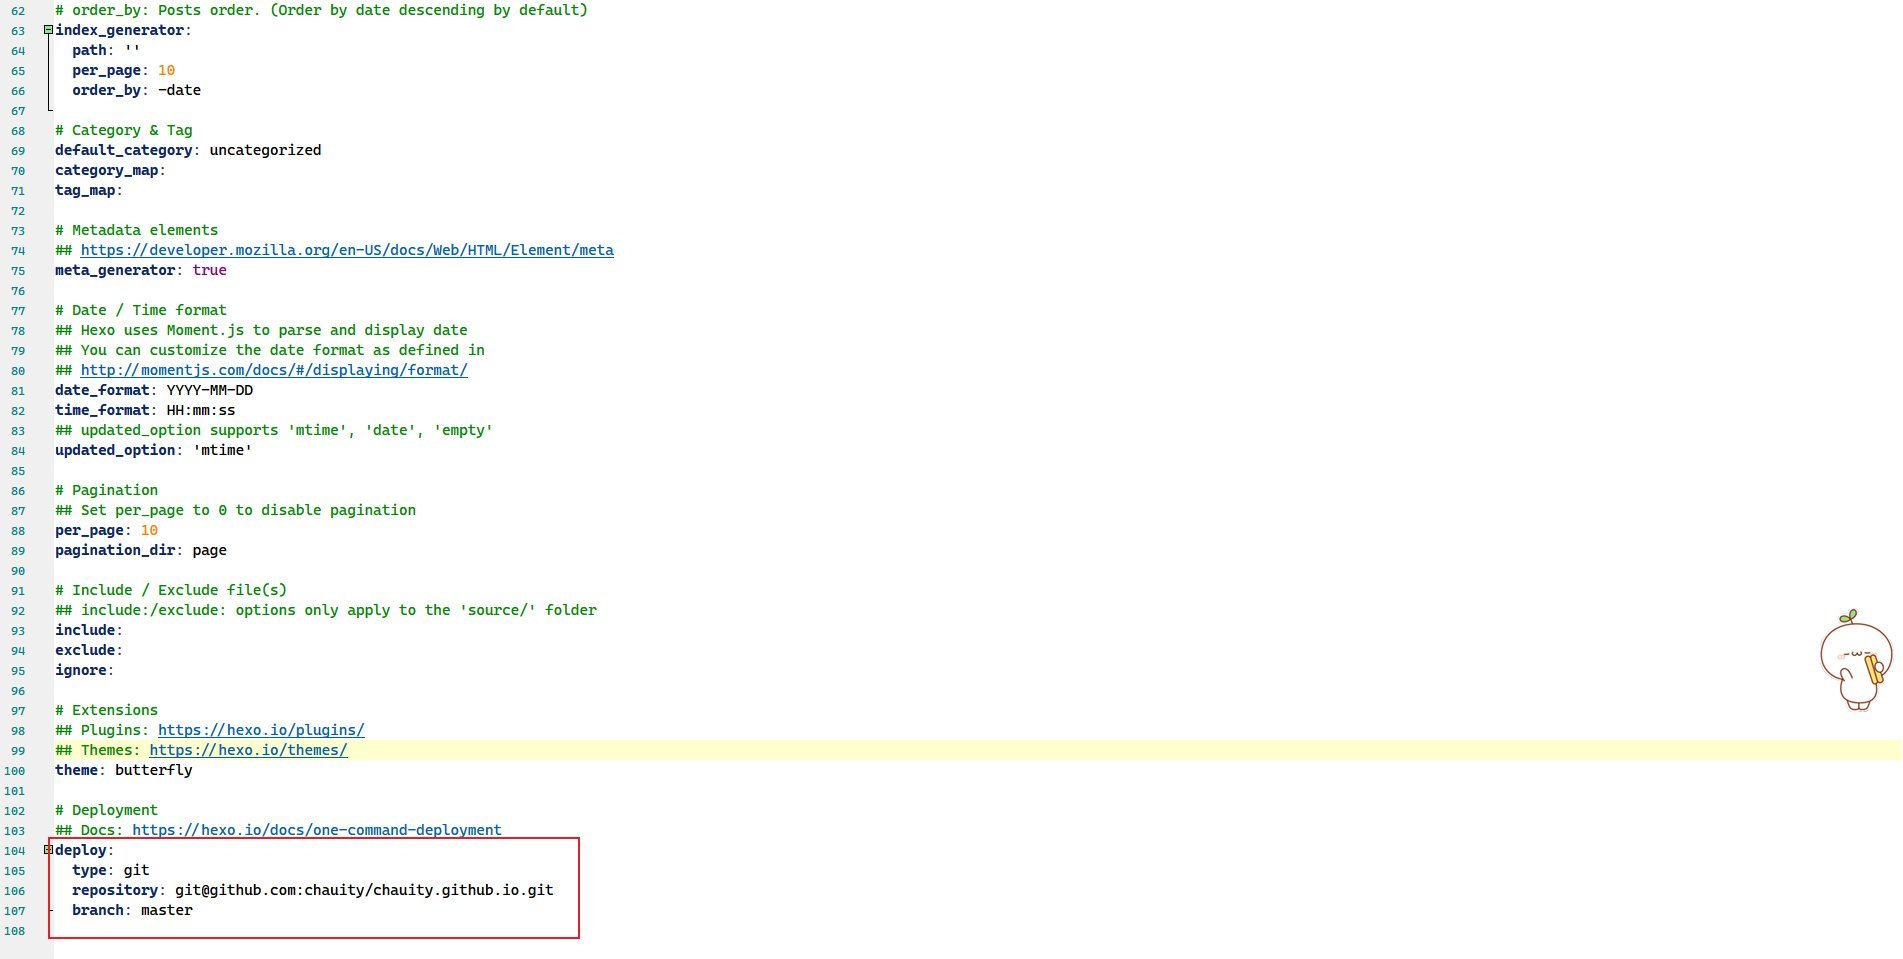 62 # order_by: Posts order. (Order by date descending by default)
63 index_generator:
64   path: ''
65   per_page: 10
66   order_by: -date
67
68 # Category & Tag
69 default_category: uncategorized
70 category_map:
71 tag_map:
72
73 # Metadata elements
74 ## https://developer.mozilla.org/en-US/docs/Web/HTML/Element/meta
75 meta_generator: true
76
77 # Date / Time format
78 ## Hexo uses Moment.js to parse and display date
79 ## You can customize the date format as defined in
80 ## http://momentjs.com/docs/#/displaying/format/
81 date_format: YYYY-MM-DD
82 time_format: HH:mm:ss
83 ## updated_option supports 'mtime', 'date', 'empty'
84 updated_option: 'mtime'
85
86 # Pagination
87 ## Set per_page to 0 to disable pagination
88 per_page: 10
89 pagination_dir: page
90
91 # Include / Exclude file(s)
92 ## include:/exclude: options only apply to the 'source/' folder
93 include:
94 exclude:
95 ignore:
96
97 # Extensions
98 ## Plugins: https://hexo.io/plugins/
99 ## Themes: https://hexo.io/themes/
100 theme: butterfly
101
102 # Deployment
103 ## Docs: https://hexo.io/docs/one-command-deployment
104 deploy:
105   type: git
106   repository: git@github.com:chauity/chauity.github.io.git
107   branch: master
108